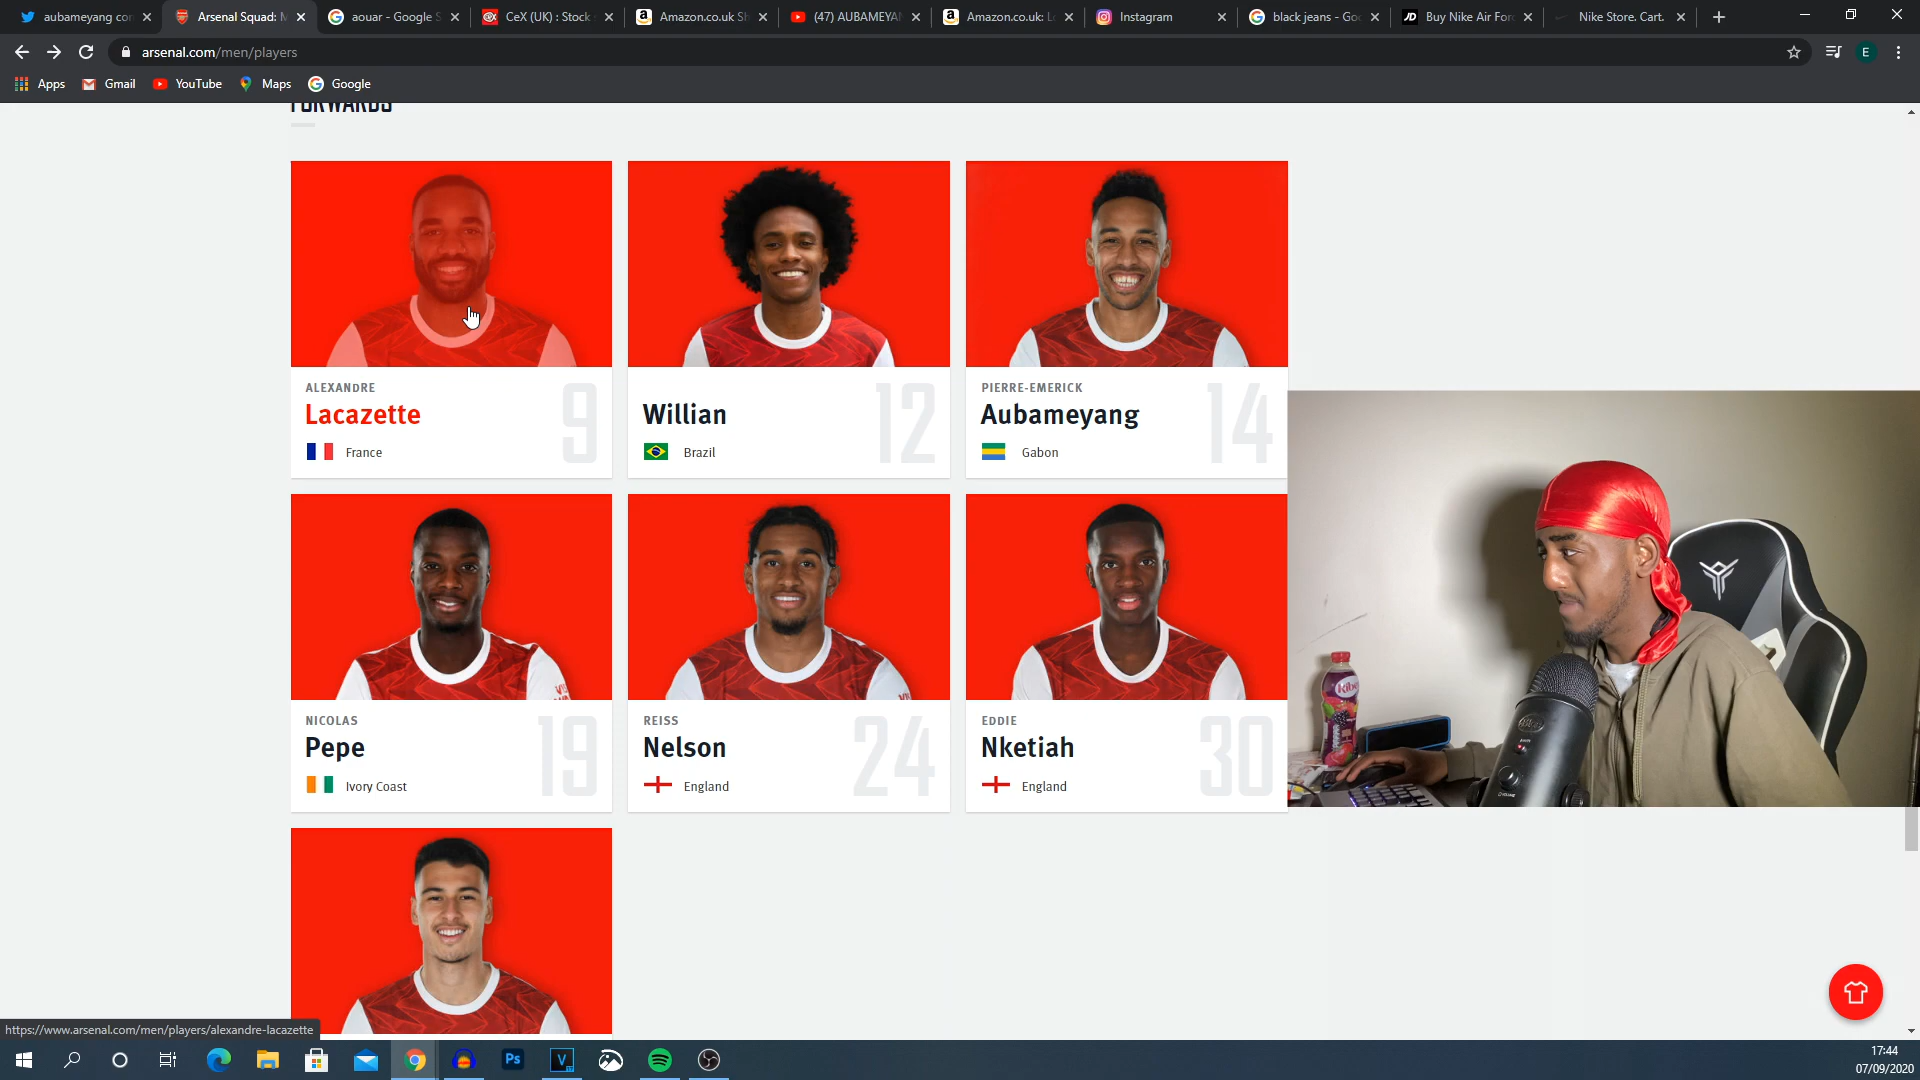 aubameyang con
Arsenal Squad: M
aouar - Google S
CeX (UK) : Stock
Amazon.co.uk Sh
(47) AUBAMEYAN
Amazon.co.uk: L
Instagram
black jeans - Goo
Buy Nike Air For
Nike Store. Cart.
arsenal.com/men/players
E
Apps
Gmail
YouTube
Maps
Google
FORWARDS
ALEXANDRE
Lacazette
9
France
Willian
12
Brazil
PIERRE-EMERICK
Aubameyang
14
Gabon
NICOLAS
Pepe
19
Ivory Coast
REISS
Nelson
24
England
EDDIE
Nketiah
30
England
https://www.arsenal.com/men/players/alexandre-lacazette
17:44
07/09/2020